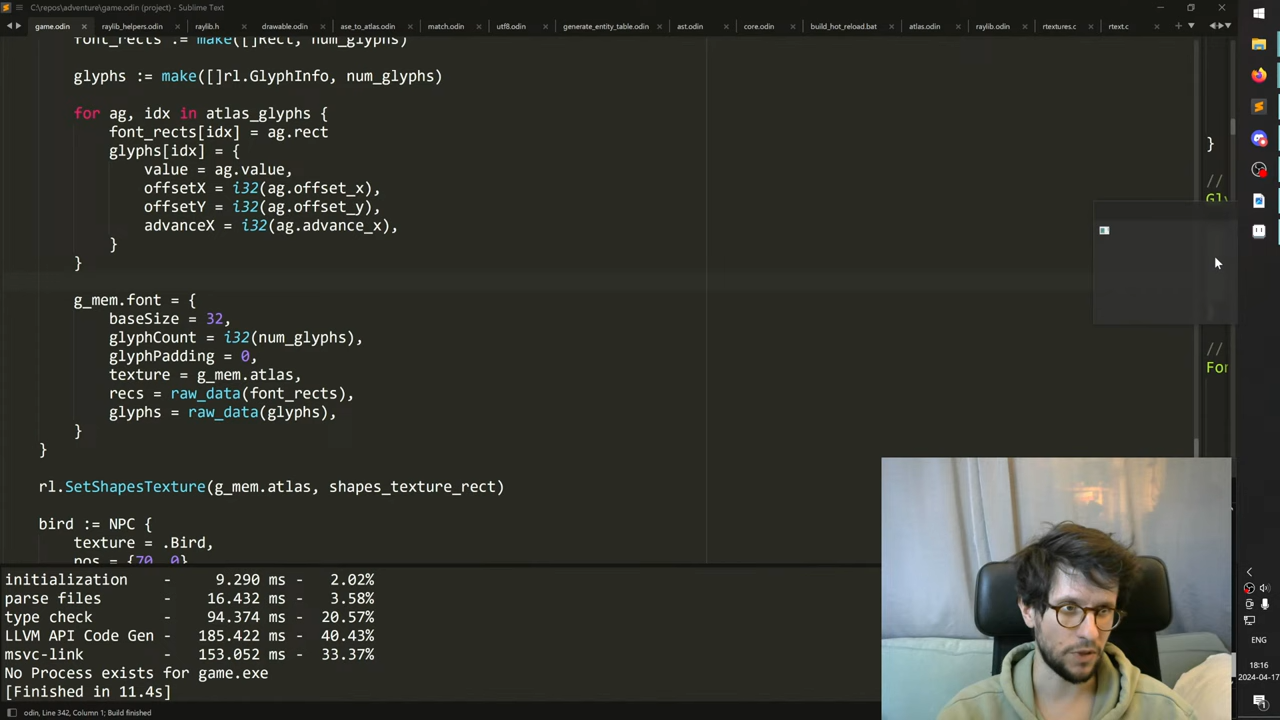 C:\repos\adventure\game.odin (project) - Sublime Text
game.odin raylib_helpers.odin raylib.h drawable.odin ase_to_atlas.odin match.odin utf8.odin generate_entity_table.odin ast.odin core.odin build_hot_reload.bat atlas.odin raylib.odin rtextures.c rtext.c
font_rects := make([]Rect, num_glyphs)
glyphs := make([]rl.GlyphInfo, num_glyphs)
for ag, idx in atlas_glyphs {
font_rects[idx] = ag.rect
glyphs[idx] = {
value = ag.value,
offsetX = i32(ag.offset_x),
offsetY = i32(ag.offset_y),
advanceX = i32(ag.advance_x),
}
}
g_mem.font = {
baseSize = 32,
glyphCount = i32(num_glyphs),
glyphPadding = 0,
texture = g_mem.atlas,
recs = raw_data(font_rects),
glyphs = raw_data(glyphs),
}
}
rl.SetShapesTexture(g_mem.atlas, shapes_texture_rect)
bird := NPC {
texture = .Bird,
pos = {70, 0}
}
//
Gly
//
Fon
initialization - 9.290 ms - 2.02%
parse files - 16.432 ms - 3.58%
type check - 94.374 ms - 20.57%
LLVM API Code Gen - 185.422 ms - 40.43%
msvc-link - 153.052 ms - 33.37%
No Process exists for game.exe
[Finished in 11.4s]
odin, Line 342, Column 1; Build finished
ENG
18:16
2024-04-17